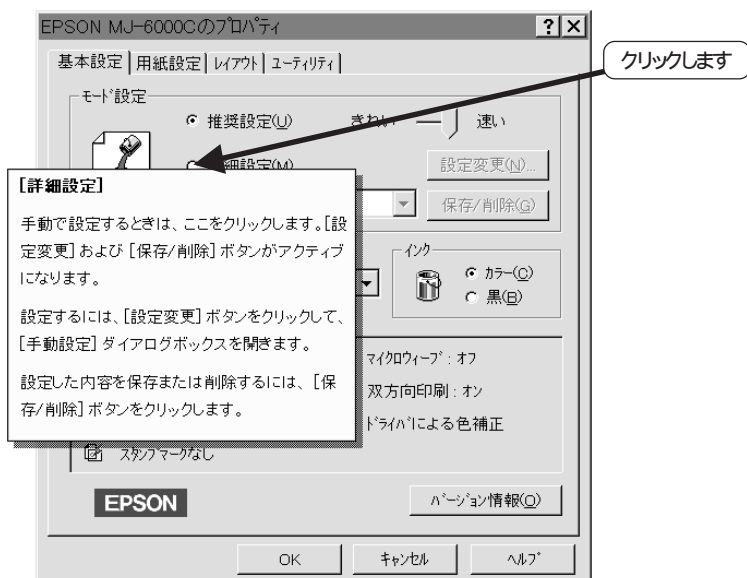 EPSON MJ-6000Cのプロパティ
? ×
基本設定 用紙設定 レイアウト ユーティリティ
クリックします
モード設定
推奨設定(U) きれい 速い
詳細設定(M) 設定変更(N)...
保存/削除(G)
[詳細設定]
手動で設定するときは、ここをクリックします。[設
定変更] および [保存/削除] ボタンがアクティブ
になります。
設定するには、[設定変更] ボタンをクリックして、
[手動設定] ダイアログボックスを開きます。
設定した内容を保存または削除するには、[保
存/削除] ボタンをクリックします。
インク
カラー(C)
黒(B)
マイクロウィーブ : オフ
双方向印刷 : オン
ドライバによる色補正
スタンプマークなし
EPSON
バージョン情報(O)
OK キャンセル ヘルプ